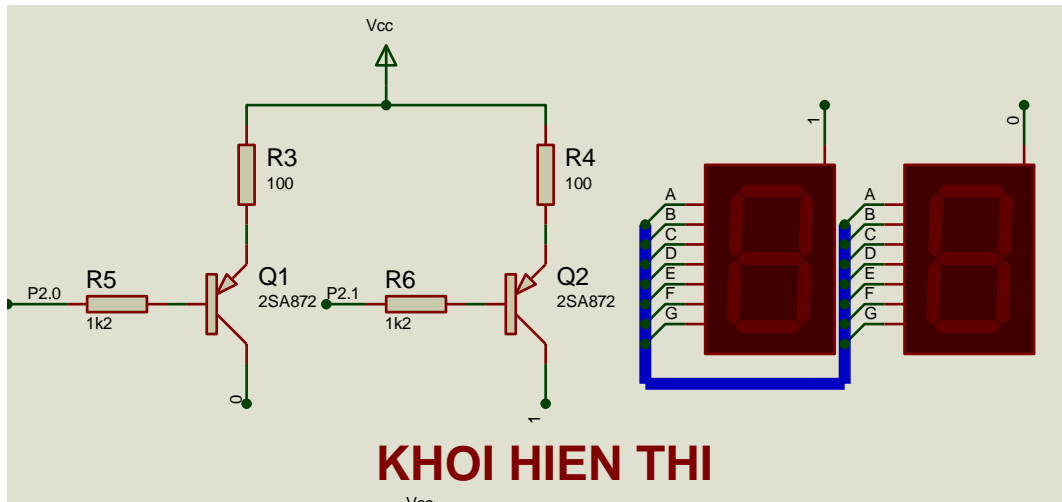 Vcc
R3
100
R4
100
P2.0
R5
1k2
Q1
2SA872
0
P2.1
R6
1k2
Q2
2SA872
1
1
A
B
C
D
E
F
G
0
A
B
C
D
E
F
G
KHOI HIEN THI
Vcc